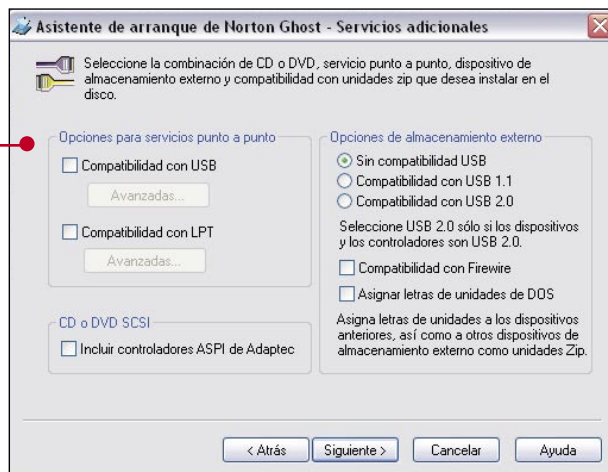 Asistente de arranque de Norton Ghost - Servicios adicionales
Seleccione la combinación de CD o DVD, servicio punto a punto, dispositivo de
almacenamiento externo y compatibilidad con unidades zip que desea instalar en el
disco.
Opciones para servicios punto a punto
Compatibilidad con USB
Avanzadas...
Compatibilidad con LPT
Avanzadas...
CD o DVD SCSI
Incluir controladores ASPI de Adaptec
Opciones de almacenamiento externo
Sin compatibilidad USB
Compatibilidad con USB 1.1
Compatibilidad con USB 2.0
Seleccione USB 2.0 sólo si los dispositivos
y los controladores son USB 2.0.
Compatibilidad con Firewire
Asignar letras de unidades de DOS
Asigna letras de unidades a los dispositivos
anteriores, así como a otros dispositivos de
almacenamiento externo como unidades Zip.
< Atrás
Siguiente >
Cancelar
Ayuda